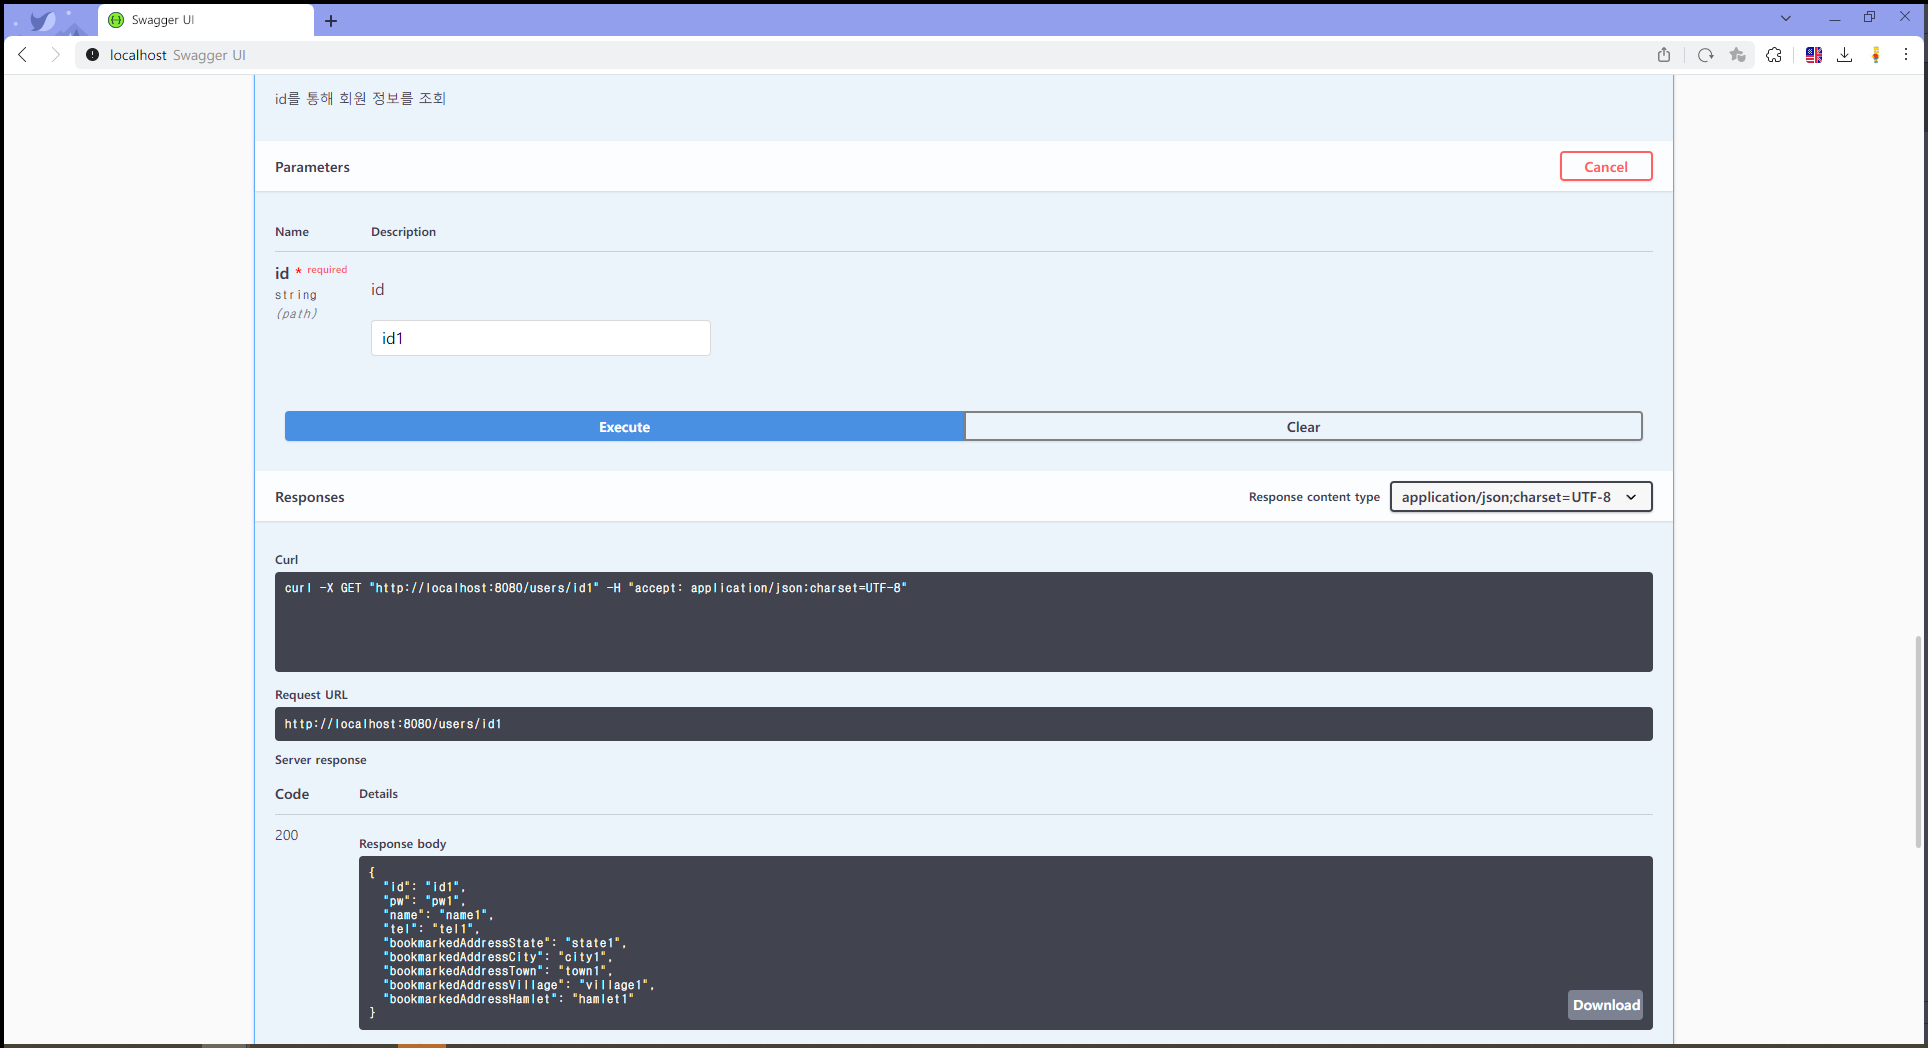 Swagger UI
localhost Swagger UI
id를 통해 회원 정보를 조회
Parameters
Cancel
Name Description
id * required
string
(path)
id
id1
Execute
Clear
Responses
Response content type
application/json;charset=UTF-8
Curl
curl -X GET "http://localhost:8080/users/id1" -H "accept: application/json;charset=UTF-8"
Request URL
http://localhost:8080/users/id1
Server response
Code Details
200
Response body
{
"id": "id1",
"pw": "pw1",
"name": "name1",
"tel": "tel1",
"bookmarkedAddressState": "state1",
"bookmarkedAddressCity": "city1",
"bookmarkedAddressTown": "town1",
"bookmarkedAddressVillage": "village1",
"bookmarkedAddressHamlet": "hamlet1"
}
Download